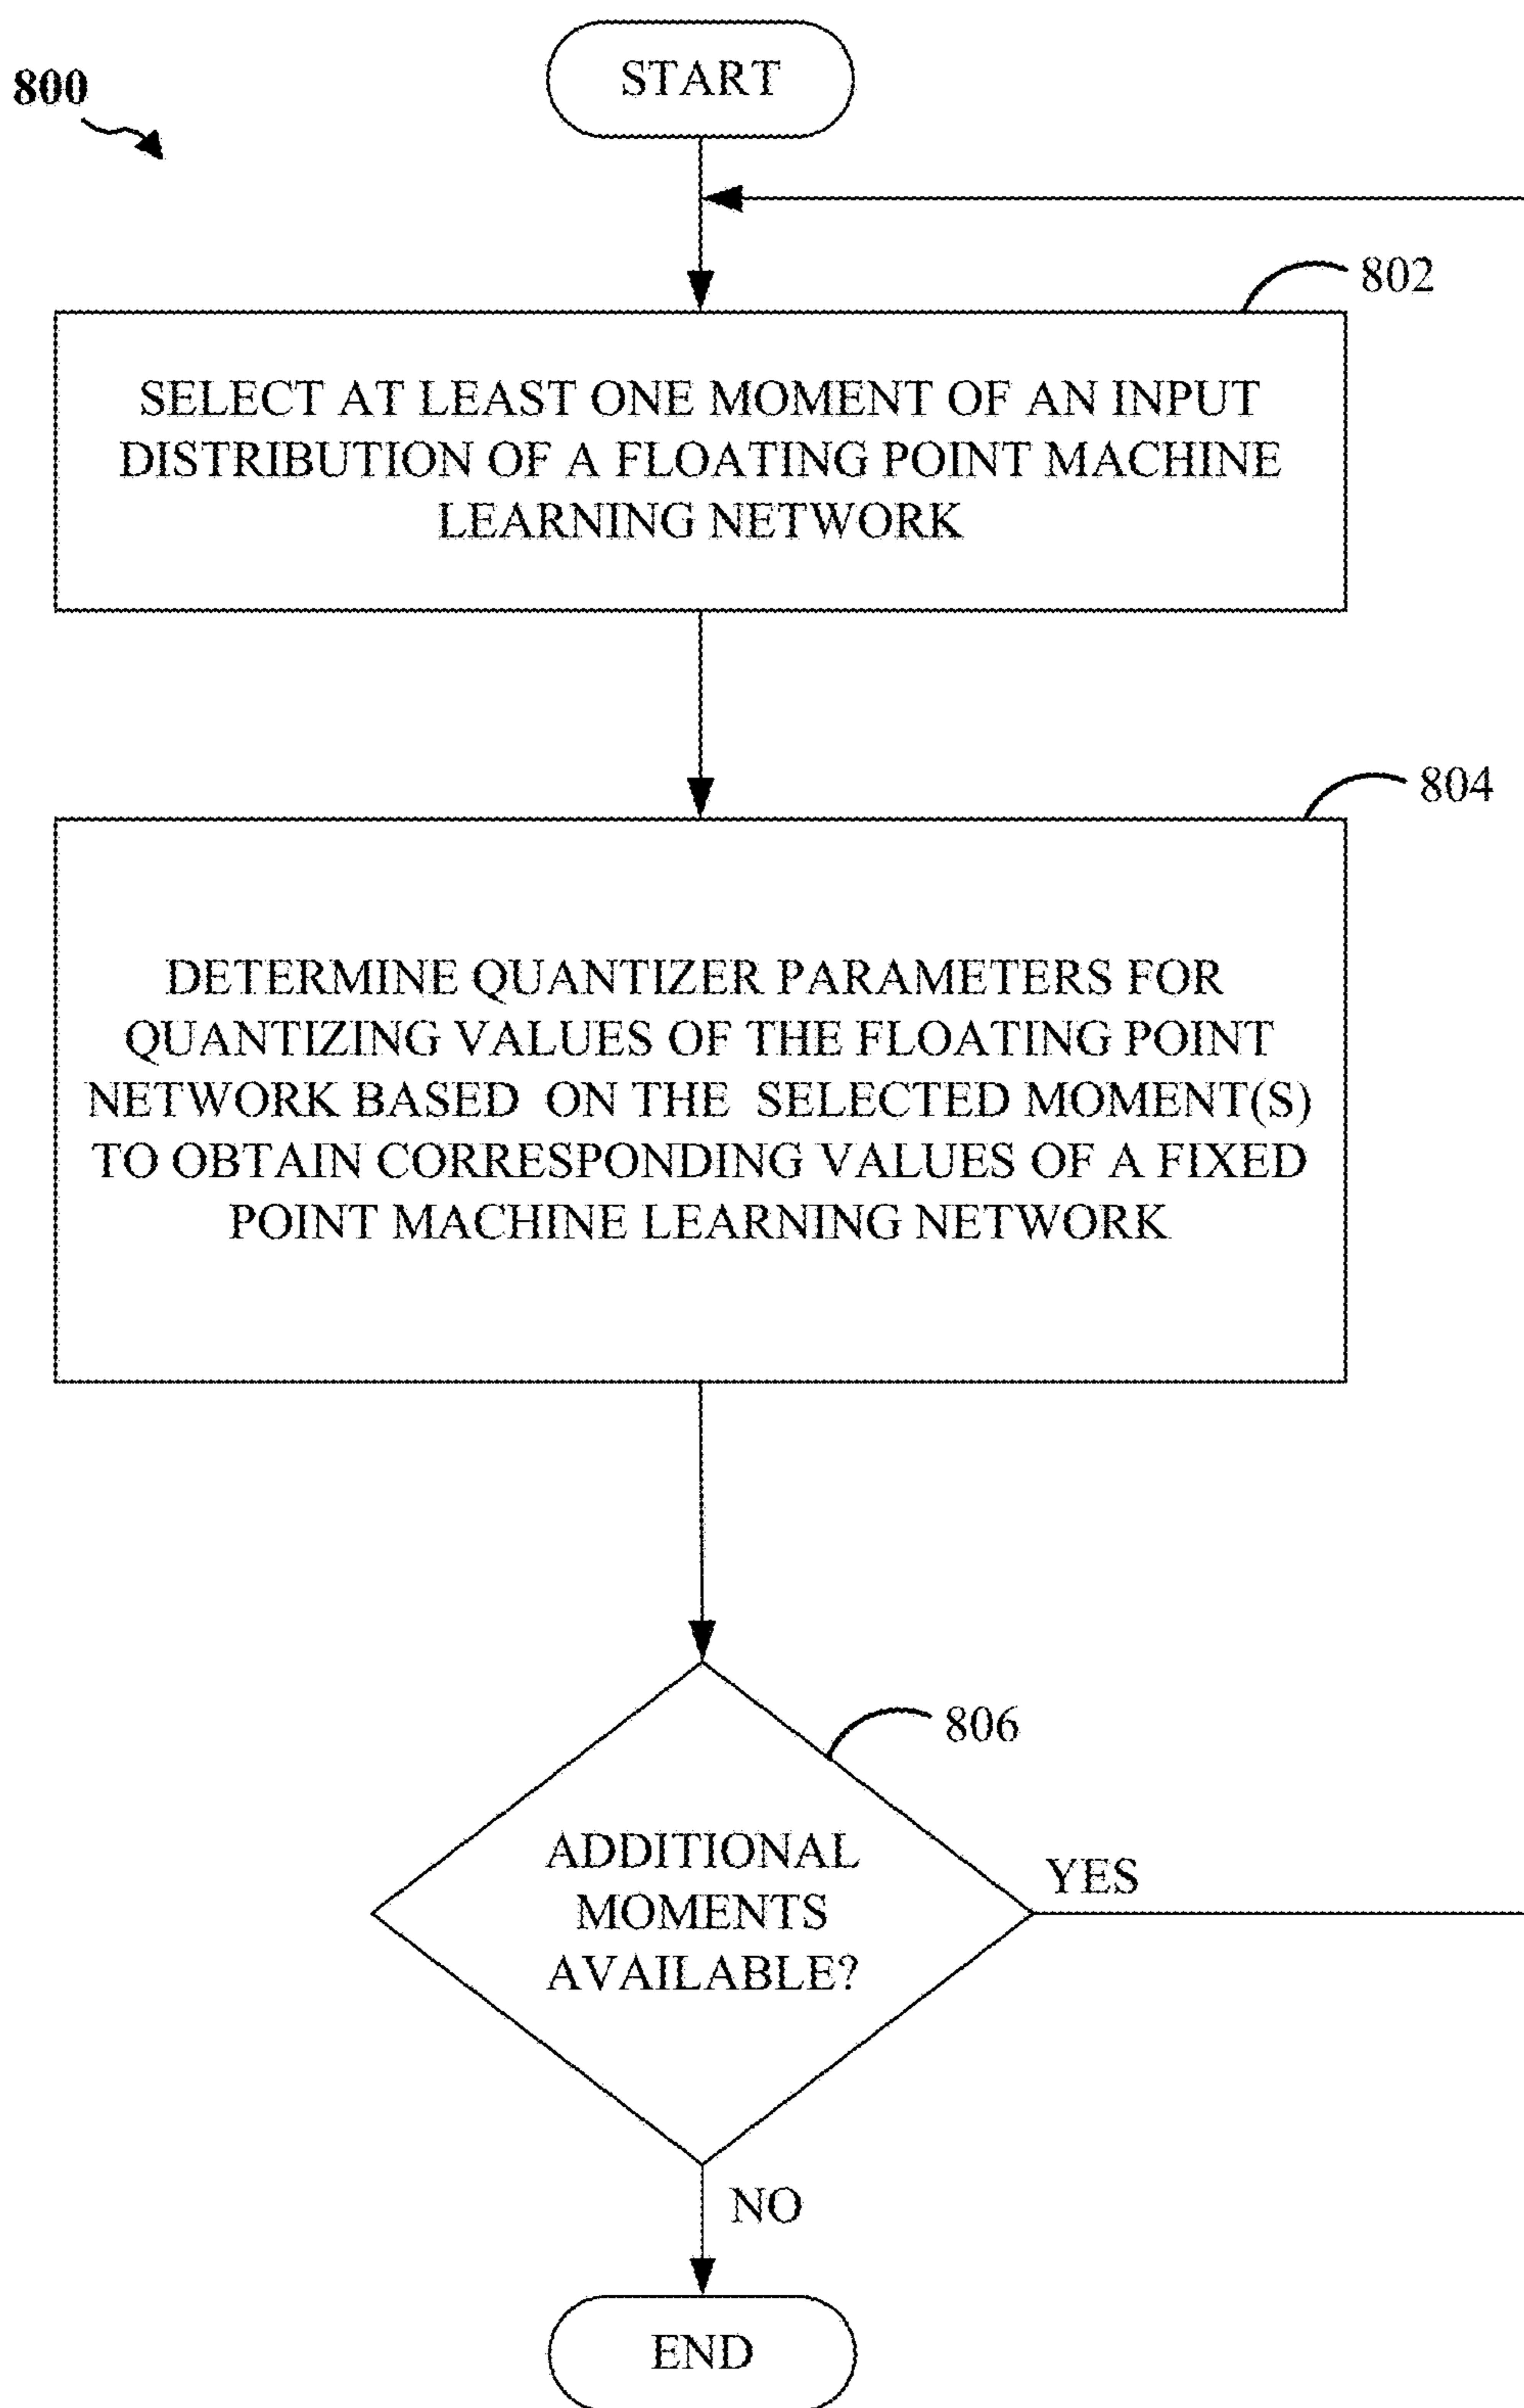 START
800
802
SELECT AT LEAST ONE MOMENT OF AN INPUT
DISTRIBUTION OF A FLOATING POINT MACHINE
LEARNING NETWORK
804
DETERMINE QUANTIZER PARAMETERS FOR
QUANTIZING VALUES OF THE FLOATING POINT
NETWORK BASED ON THE SELECTED MOMENT(S)
TO OBTAIN CORRESPONDING VALUES OF A FIXED
POINT MACHINE LEARNING NETWORK
806
ADDITIONAL
MOMENTS
AVAILABLE?
YES
NO
END